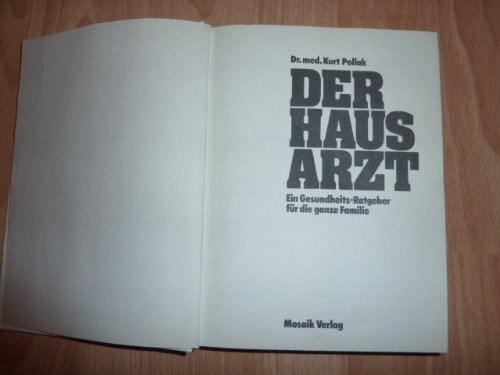 Dr. med. Kurt Pollak
DER
HAUS
ARZT
Ein Gesundheits-Ratgeber
für die ganze Familie
Mosaik Verlag